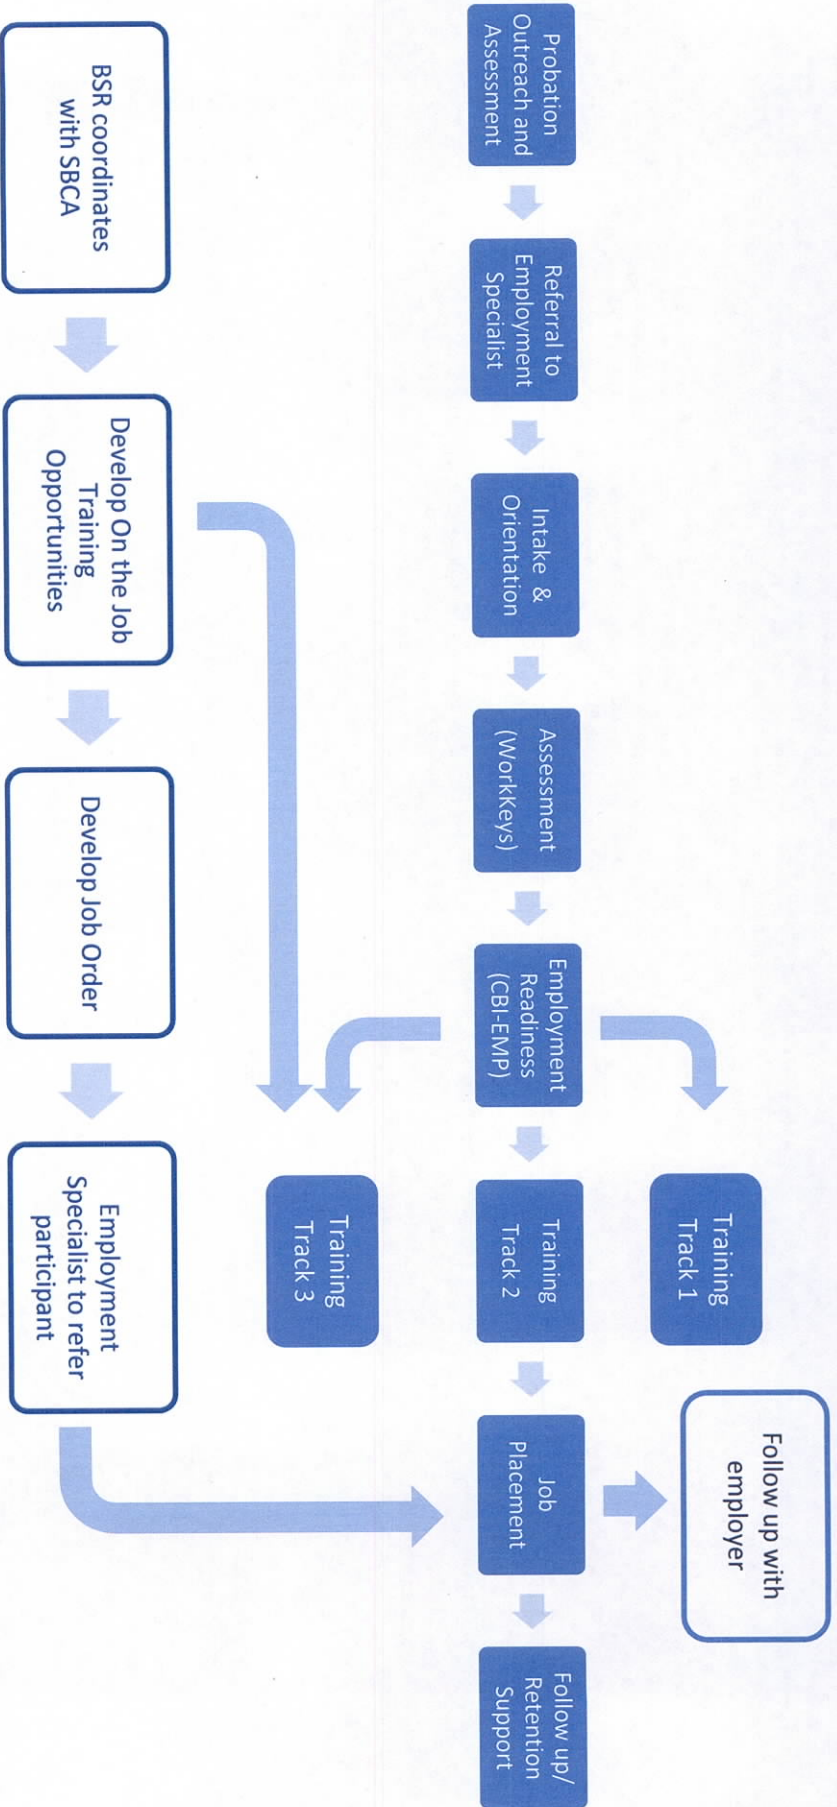 Follow up with
employer
Training
Track 1
Probation
Outreach and
Assessment
Referral to
Employment
Specialist
Intake &
Orientation
Assessment
(WorkKeys)
Employment
Readiness
(CBI-EMP)
Training
Track 2
Job
Placement
Follow up/
Retention
Support
Training
Track 3
BSR coordinates
with SBCA
Develop On the Job
Training
Opportunities
Develop Job Order
Employment
Specialist to refer
participant